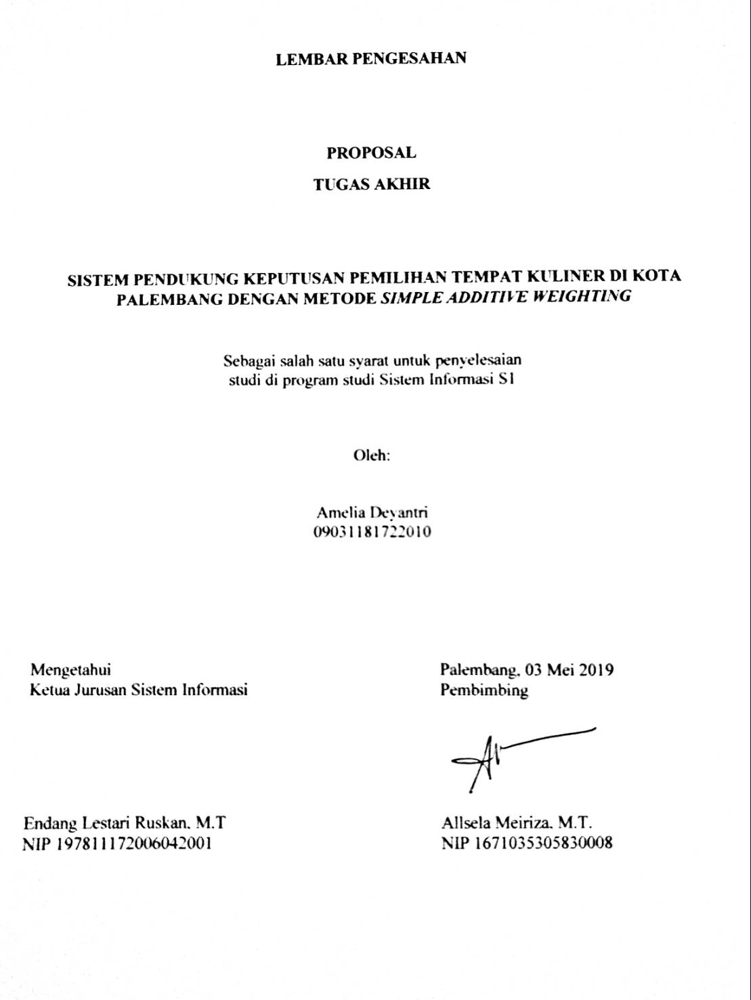 LEMBAR PENGESAHAN
PROPOSAL
TUGAS AKHIR
SISTEM PENDUKUNG KEPUTUSAN PEMILIHAN TEMPAT KULINER DI KOTA
PALEMBANG DENGAN METODE SIMPLE ADDITIVE WEIGHTING
Sebagai salah satu syarat untuk penyelesaian
studi di program studi Sistem Informasi S1
Oleh:
Amelia Devantri
09031181722010
Mengetahui
Ketua Jurusan Sistem Informasi
Palembang, 03 Mei 2019
Pembimbing
Endang Lestari Ruskan, M.T
NIP 197811172006042001
Allsela Meiriza, M.T.
NIP 1671035305830008